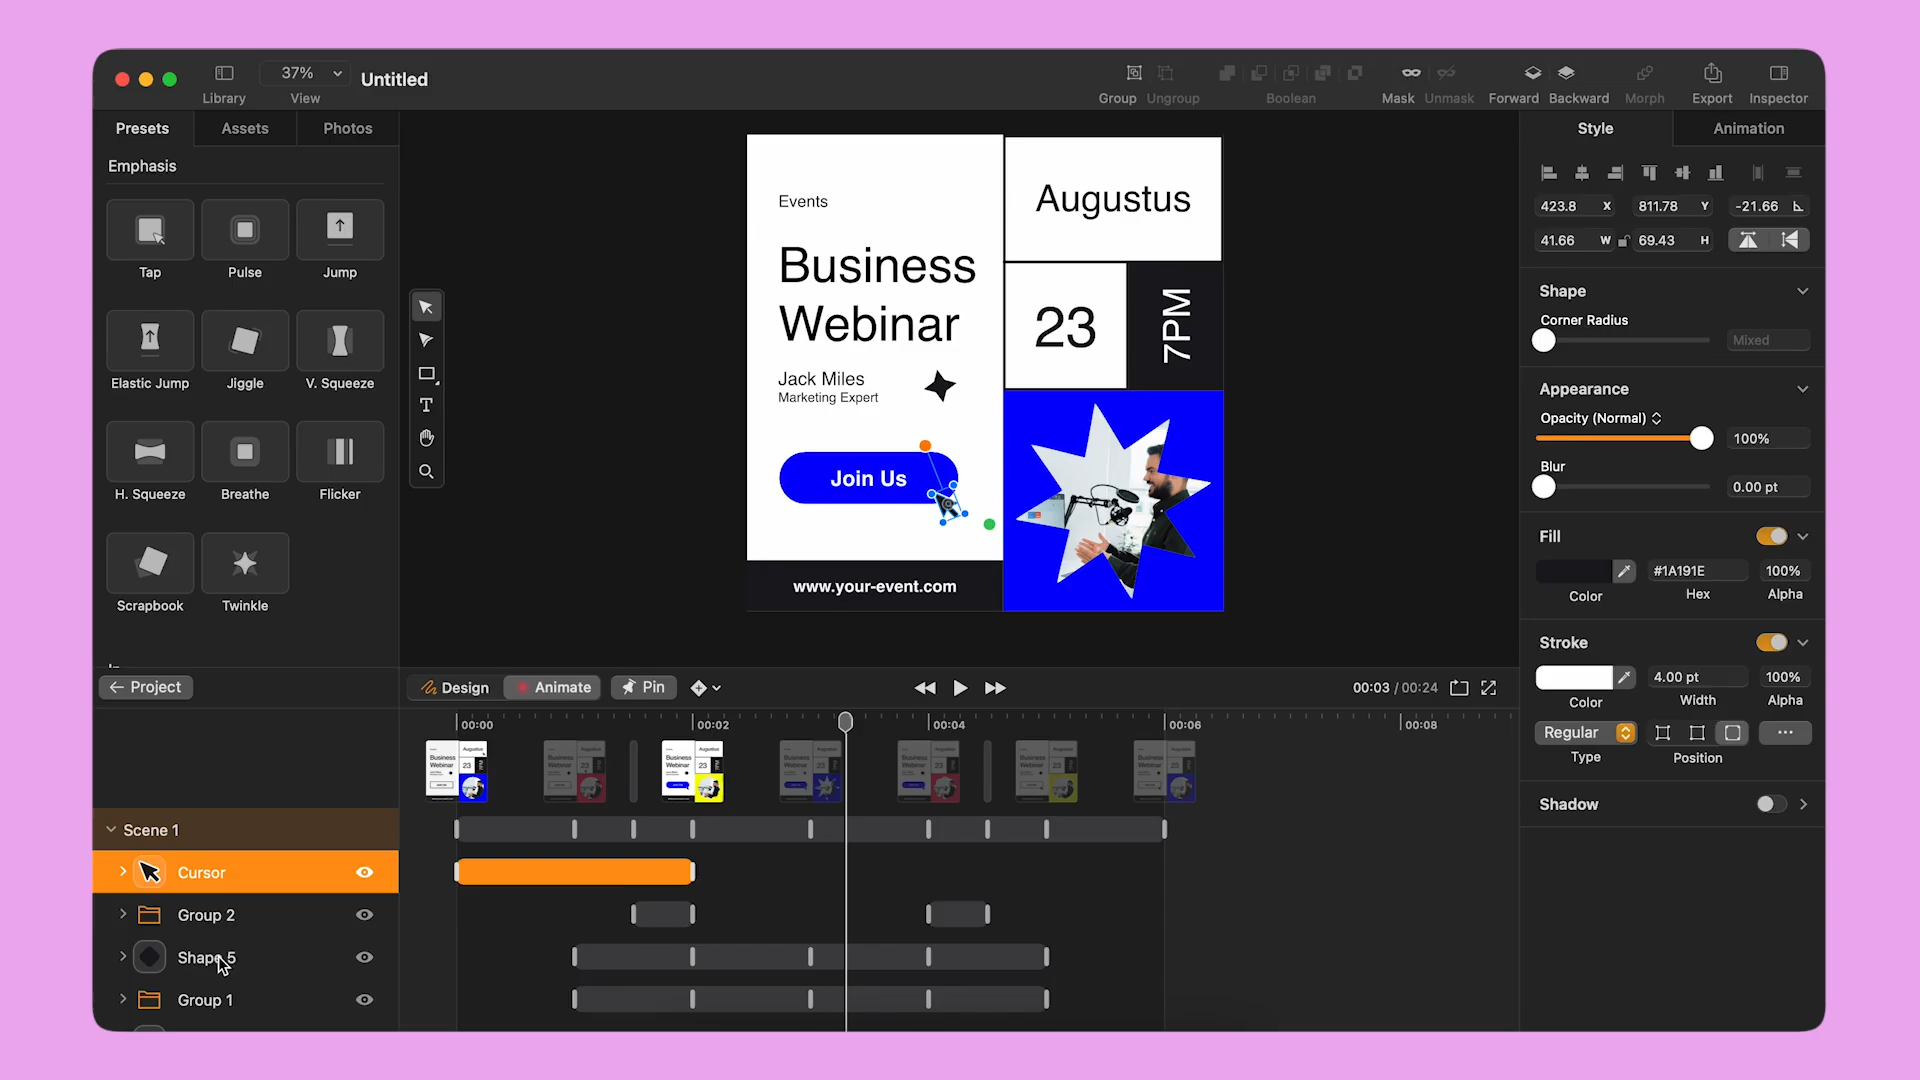 37%
Untitled
Library
View
Group
Ungroup
Boolean
Mask
Unmask
Forward
Backward
Morph
Export
Inspector
Presets
Assets
Photos
Emphasis
Tap
Pulse
Jump
Elastic Jump
Jiggle
V. Squeeze
H. Squeeze
Breathe
Flicker
Scrapbook
Twinkle
Events
Business
Webinar
Jack Miles
Marketing Expert
Join Us
www.your-event.com
Augustus
23
7PM
Style
Animation
423.8 X
811.78 Y
-21.66
41.66 W
69.43 H
Shape
Corner Radius
Mixed
Appearance
Opacity (Normal)
100%
Blur
0.00 pt
Fill
#1A191E
100%
Color
Hex
Alpha
Stroke
4.00 pt
100%
Color
Width
Alpha
Regular
Type
Position
Shadow
Project
Design
Animate
Pin
00:03 / 00:24
00:00
00:02
00:04
00:06
00:08
Scene 1
Cursor
Group 2
Shape 5
Group 1